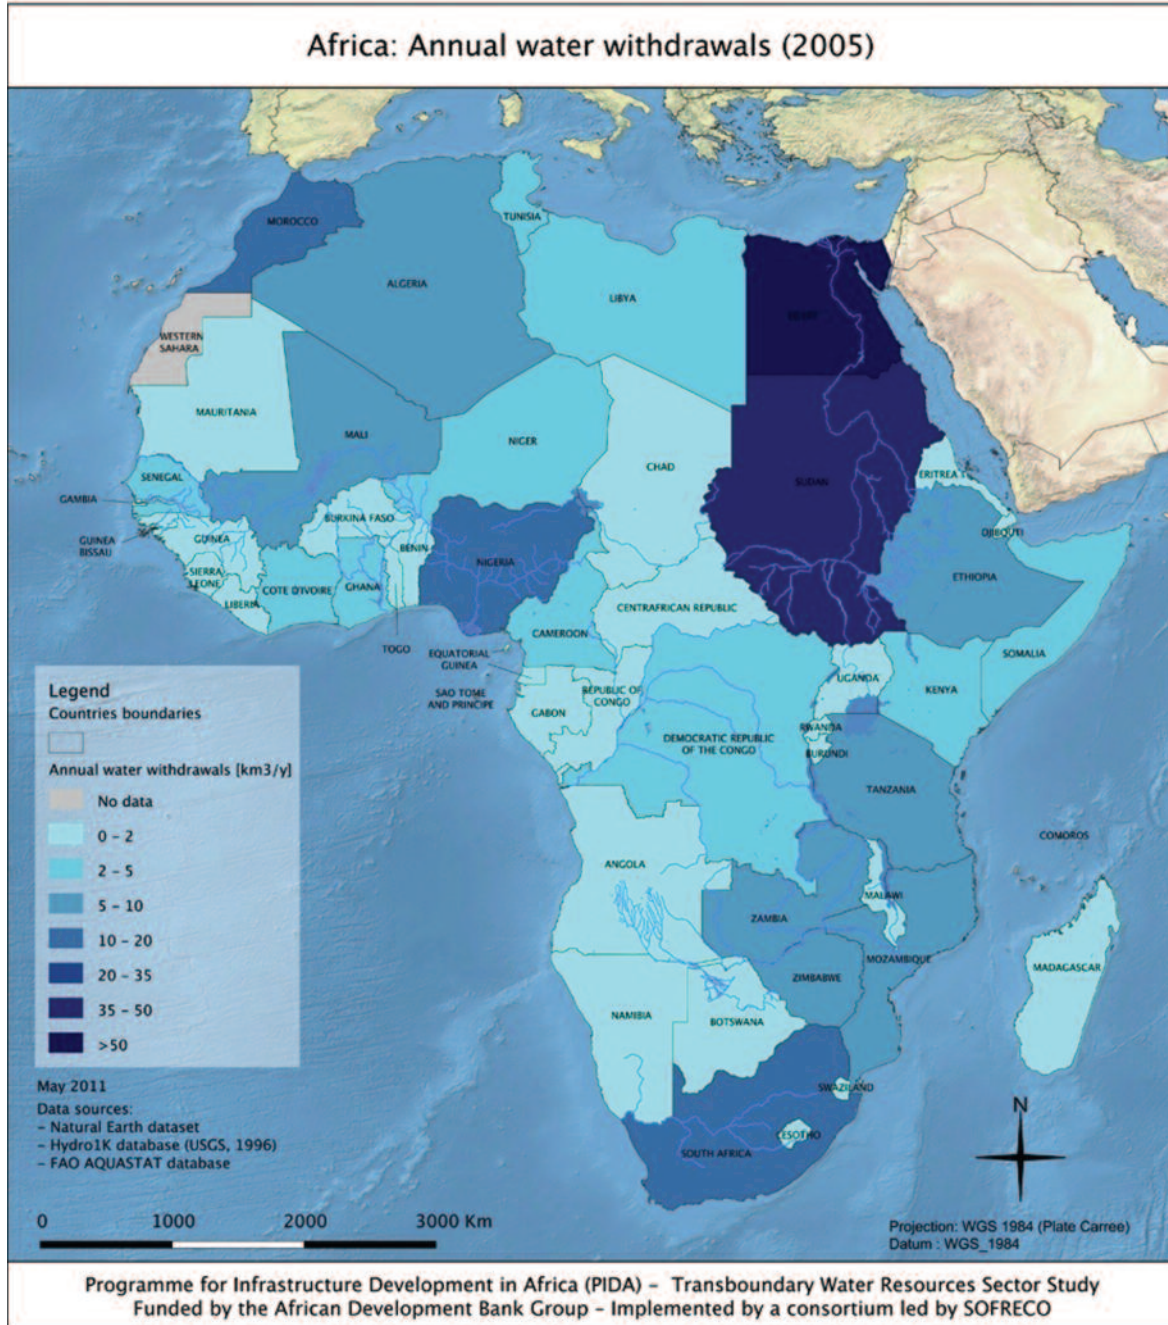 Africa: Annual water withdrawals (2005)
MOROCCO
TUNISIA
ALGERIA
LIBYA
EGYPT
WESTERN
SAHARA
MAURITANIA
MALI
NIGER
CHAD
SUDAN
ERITREA
SENEGAL
GAMBIA
GUINEA
BISSAU
GUINEA
BURKINA FASO
BENIN
NIGERIA
DJIBOUTI
ETHIOPIA
SIERRA
LEONE
LIBERIA
COTE D'IVOIRE
GHANA
TOGO
CAMEROON
CENTRAFRICAN REPUBLIC
SOMALIA
EQUATORIAL
GUINEA
SAO TOME
AND PRINCIPE
GABON
REPUBLIC OF
CONGO
UGANDA
KENYA
DEMOCRATIC REPUBLIC
OF THE CONGO
RWANDA
BURUNDI
TANZANIA
COMOROS
ANGOLA
ZAMBIA
MALAWI
MOZAMBIQUE
ZIMBABWE
MADAGASCAR
NAMIBIA
BOTSWANA
SWAZILAND
LESOTHO
SOUTH AFRICA
Legend
Countries boundaries
Annual water withdrawals [km3/y]
No data
0 - 2
2 - 5
5 - 10
10 - 20
20 - 35
35 - 50
>50
May 2011
Data sources:
- Natural Earth dataset
- Hydro1K database (USGS, 1996)
- FAO AQUASTAT database
0 1000 2000 3000 Km
N
Projection: WGS 1984 (Plate Carree)
Datum : WGS_1984
Programme for Infrastructure Development in Africa (PIDA) - Transboundary Water Resources Sector Study
Funded by the African Development Bank Group - Implemented by a consortium led by SOFRECO